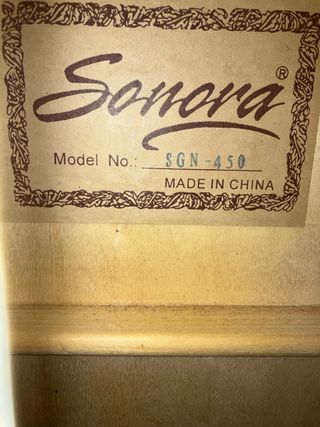 Sonora®
Model No.: SGN-450
MADE IN CHINA